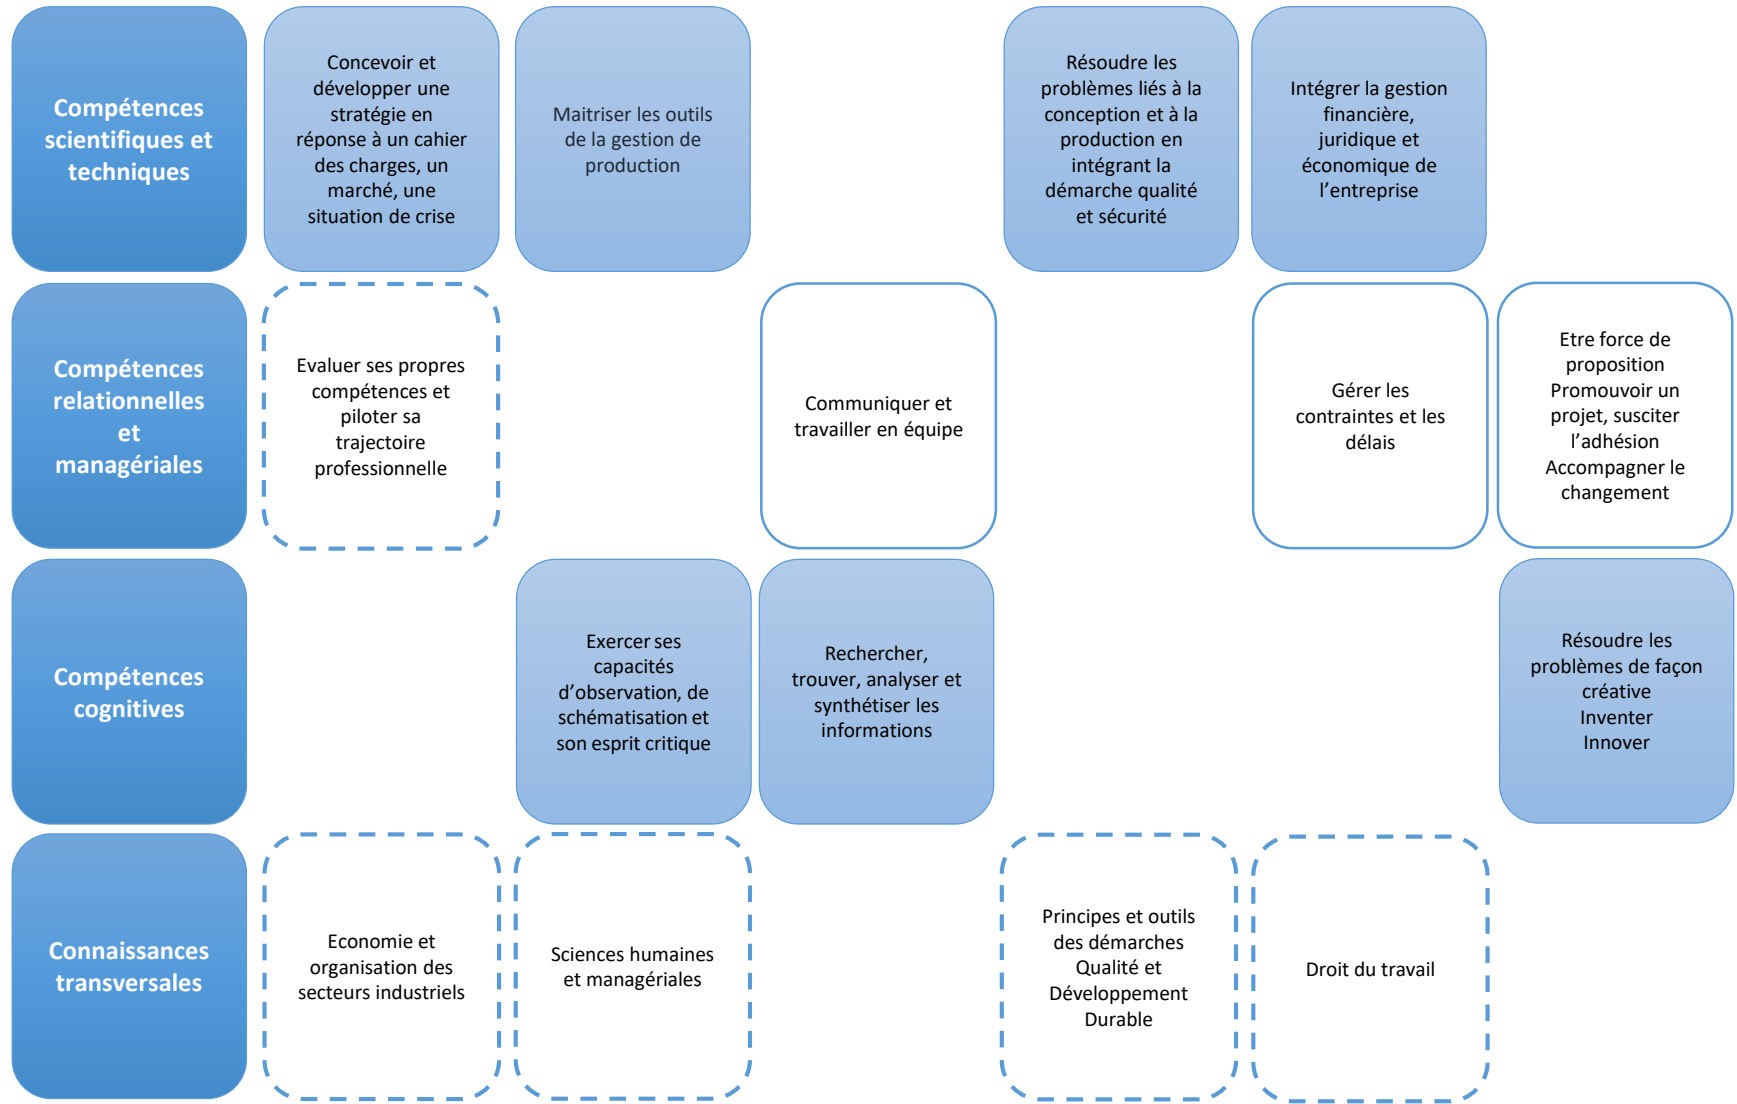 Compétences
scientifiques et
techniques
Concevoir et
développer une
stratégie en
réponse à un cahier
des charges, un
marché, une
situation de crise
Maitriser les outils
de la gestion de
production
Résoudre les
problèmes liés à la
conception et à la
production en
intégrant la
démarche qualité
et sécurité
Intégrer la gestion
financière,
juridique et
économique de
l'entreprise
Compétences
relationnelles
et
managériales
Evaluer ses propres
compétences et
piloter sa
trajectoire
professionnelle
Communiquer et
travailler en équipe
Gérer les
contraintes et les
délais
Etre force de
proposition
Promouvoir un
projet, susciter
l'adhésion
Accompagner le
changement
Compétences
cognitives
Exercer ses
capacités
d'observation, de
schématisation et
son esprit critique
Rechercher,
trouver, analyser et
synthétiser les
informations
Résoudre les
problèmes de façon
créative
Inventer
Innover
Connaissances
transversales
Economie et
organisation des
secteurs industriels
Sciences humaines
et managériales
Principes et outils
des démarches
Qualité et
Développement
Durable
Droit du travail